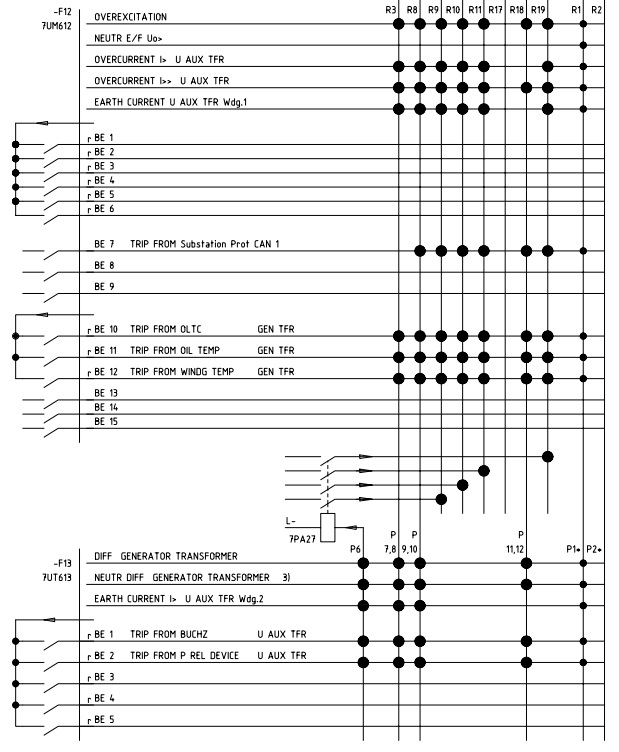 R3 R8 R9 R10 R11 R17 R18 R19 R1 R2
-F12 OVEREXCITATION
7UM612
NEUTR E/F Uo>
OVERCURRENT I> U AUX TFR
OVERCURRENT I>> U AUX TFR
EARTH CURRENT U AUX TFR Wdg.1
BE 1
BE 2
BE 3
BE 4
BE 5
BE 6
BE 7 TRIP FROM Substation Prot CAN 1
BE 8
BE 9
BE 10 TRIP FROM OLTC GEN TFR
BE 11 TRIP FROM OIL TEMP GEN TFR
BE 12 TRIP FROM WINDG TEMP GEN TFR
BE 13
BE 14
BE 15
L-
7PA27
P P P
P6 7,8 9,10 11,12 P1* P2*
-F13 DIFF GENERATOR TRANSFORMER
7UT613 NEUTR DIFF GENERATOR TRANSFORMER 3)
EARTH CURRENT I> U AUX TFR Wdg.2
BE 1 TRIP FROM BUCHZ U AUX TFR
BE 2 TRIP FROM P REL DEVICE U AUX TFR
BE 3
BE 4
BE 5